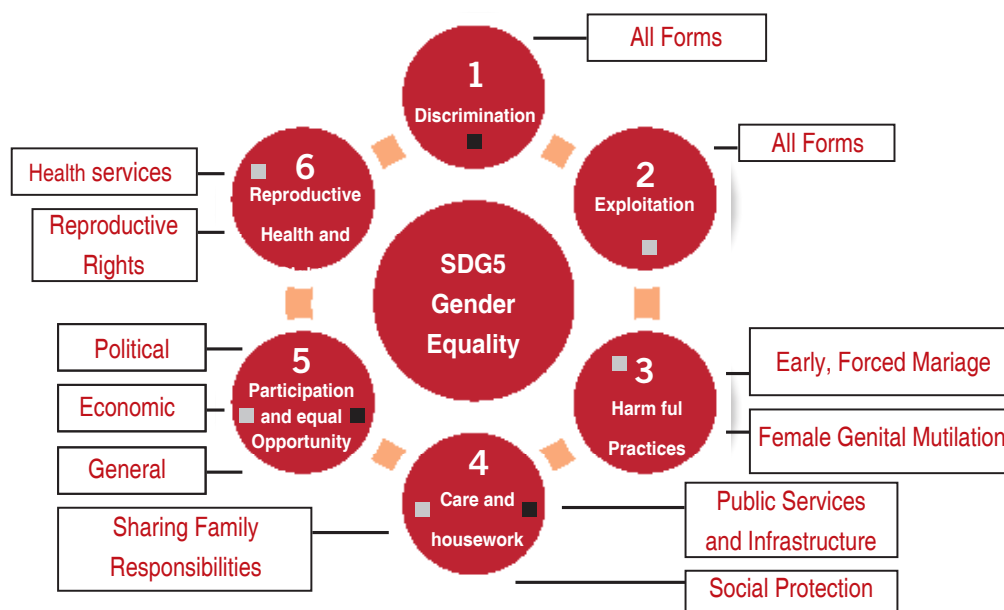 All Forms
1
Discrimination
All Forms
2
Exploitation
Health services
Reproductive
Rights
6
Reproductive
Health and
SDG5
Gender
Equality
Political
Economic
General
5
Participation
and equal
Opportunity
3
Harm ful
Practices
Early, Forced Mariage
Female Genital Mutilation
4
Care and
housework
Sharing Family
Responsibilities
Public Services
and Infrastructure
Social Protection